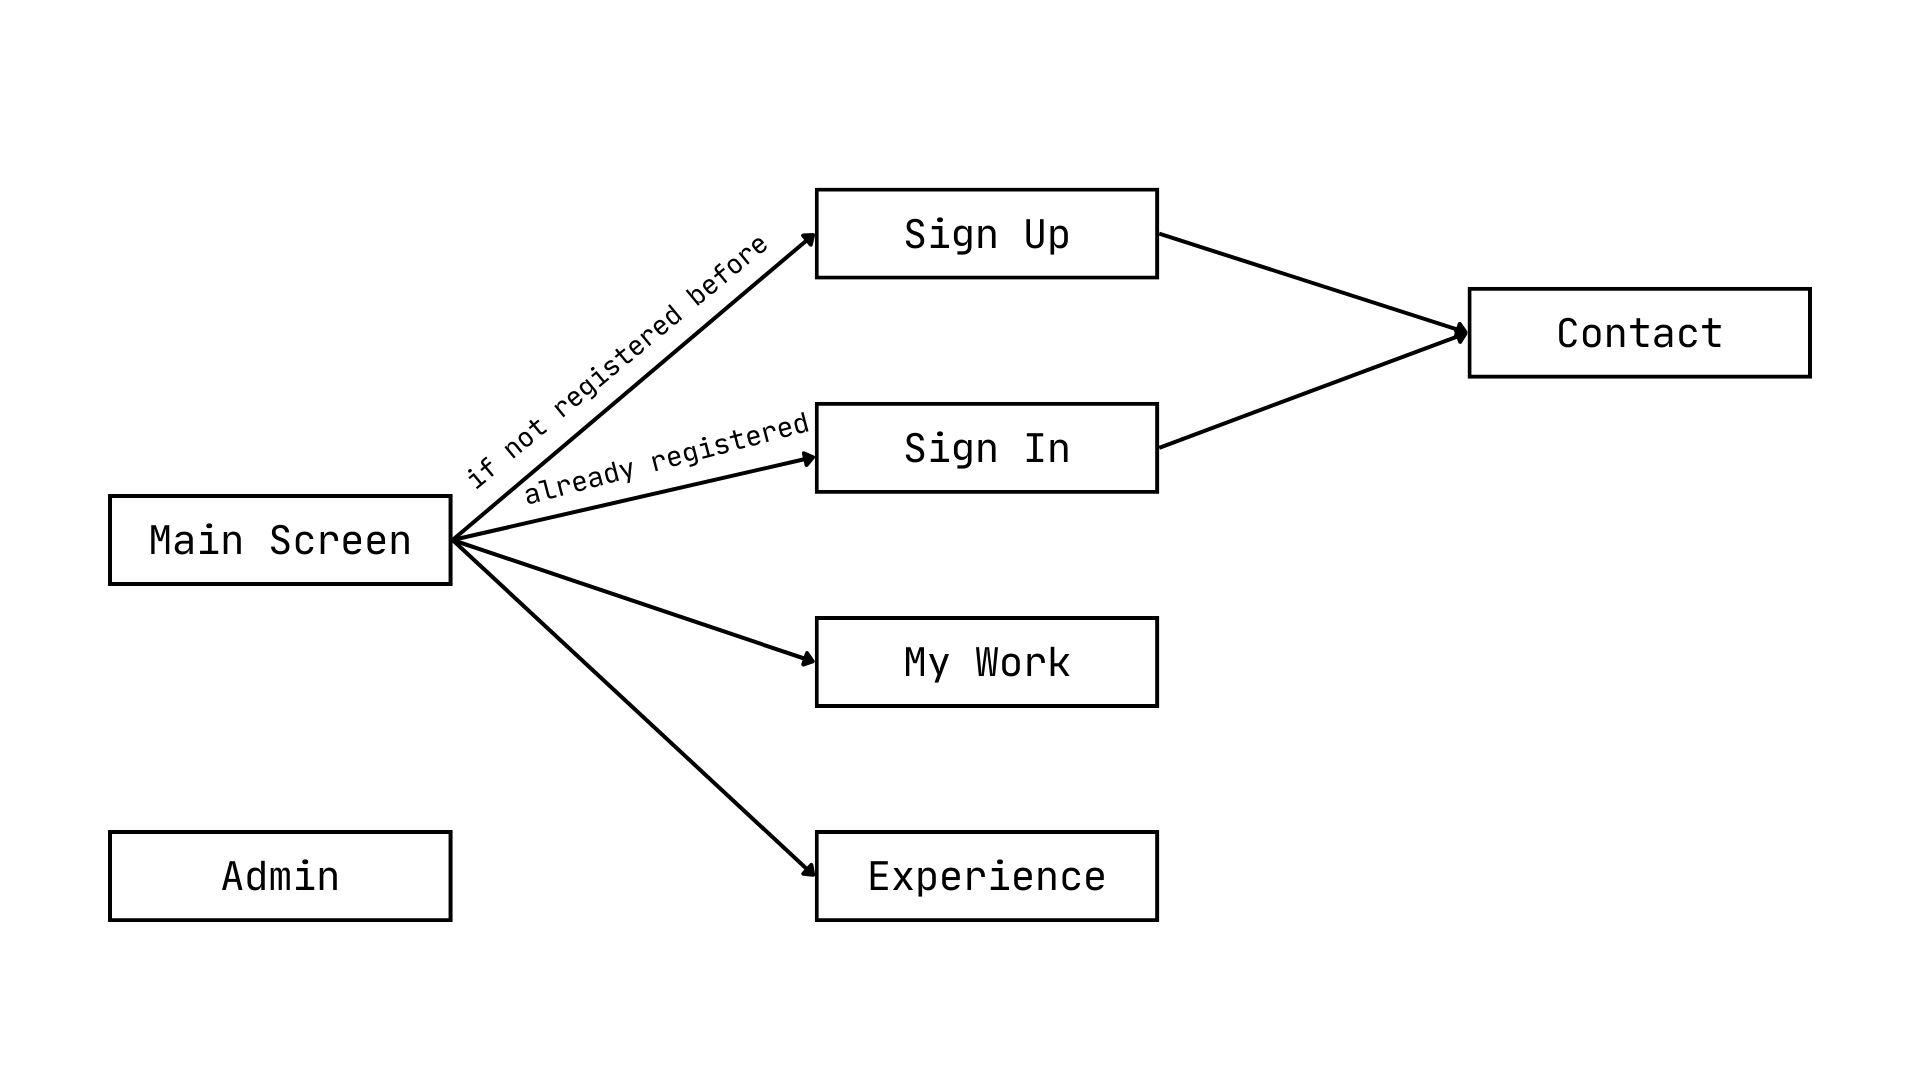 Sign Up
if not registered before
Contact
already registered
Sign In
Main Screen
My Work
Admin
Experience